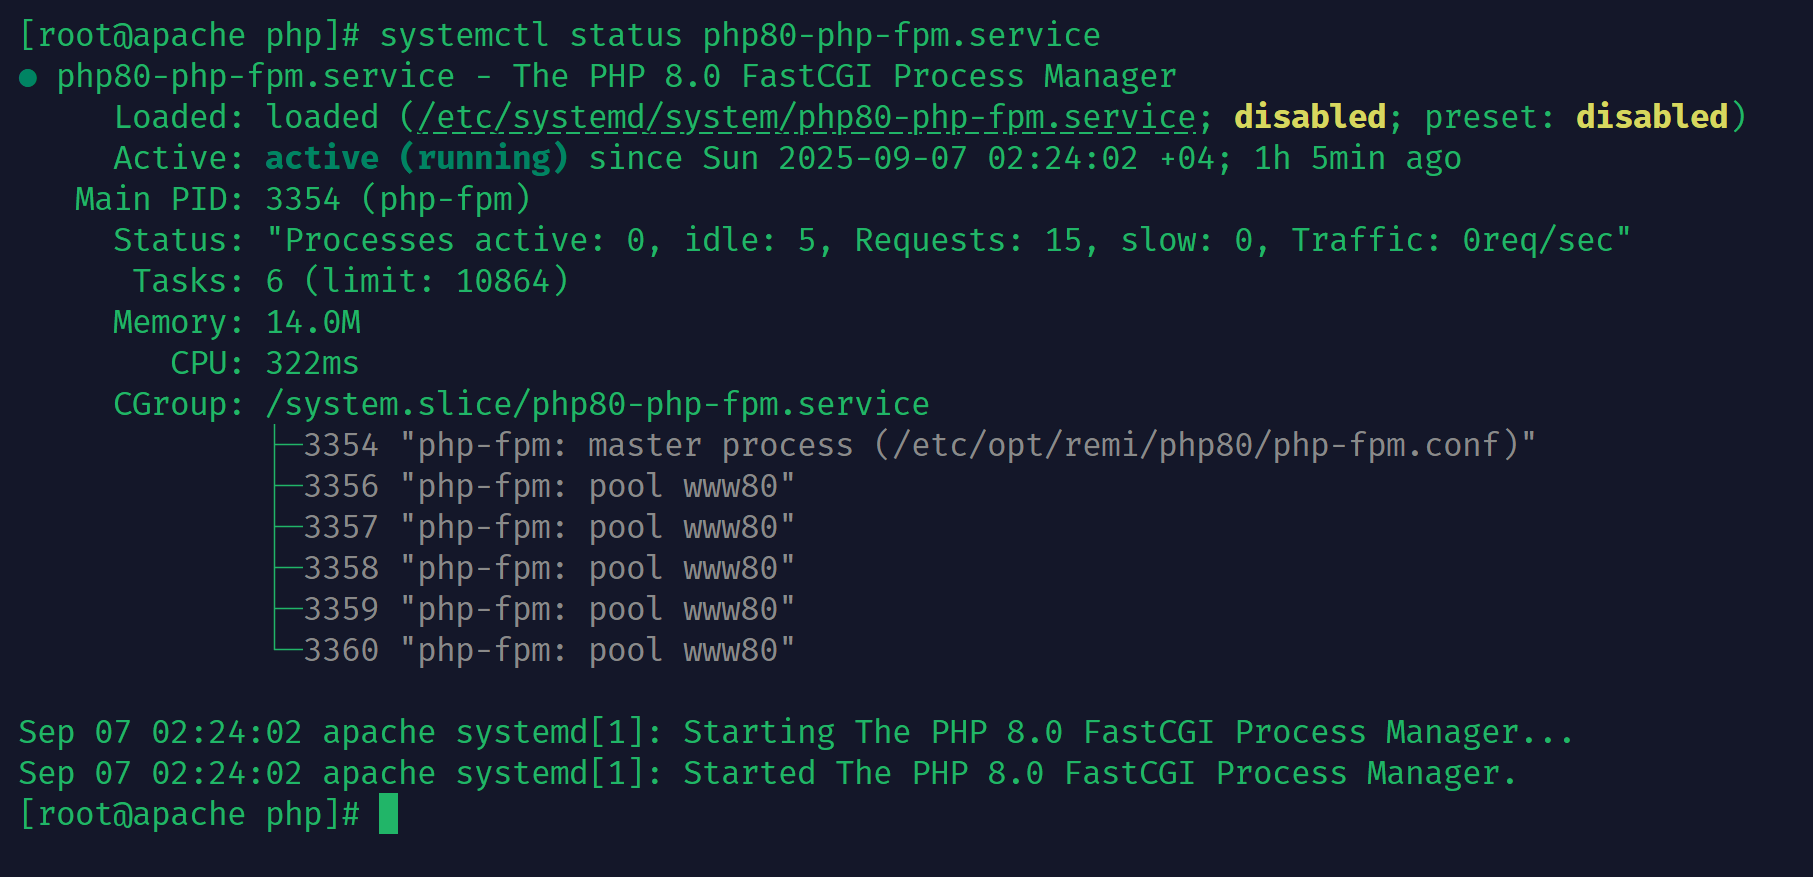 [root@apache php]# systemctl status php80-php-fpm.service
● php80-php-fpm.service - The PHP 8.0 FastCGI Process Manager
     Loaded: loaded (/etc/systemd/system/php80-php-fpm.service; disabled; preset: disabled)
     Active: active (running) since Sun 2025-09-07 02:24:02 +04; 1h 5min ago
   Main PID: 3354 (php-fpm)
     Status: "Processes active: 0, idle: 5, Requests: 15, slow: 0, Traffic: 0req/sec"
      Tasks: 6 (limit: 10864)
     Memory: 14.0M
        CPU: 322ms
     CGroup: /system.slice/php80-php-fpm.service
             ├─3354 "php-fpm: master process (/etc/opt/remi/php80/php-fpm.conf)"
             ├─3356 "php-fpm: pool www80"
             ├─3357 "php-fpm: pool www80"
             ├─3358 "php-fpm: pool www80"
             ├─3359 "php-fpm: pool www80"
             └─3360 "php-fpm: pool www80"

Sep 07 02:24:02 apache systemd[1]: Starting The PHP 8.0 FastCGI Process Manager...
Sep 07 02:24:02 apache systemd[1]: Started The PHP 8.0 FastCGI Process Manager.
[root@apache php]#